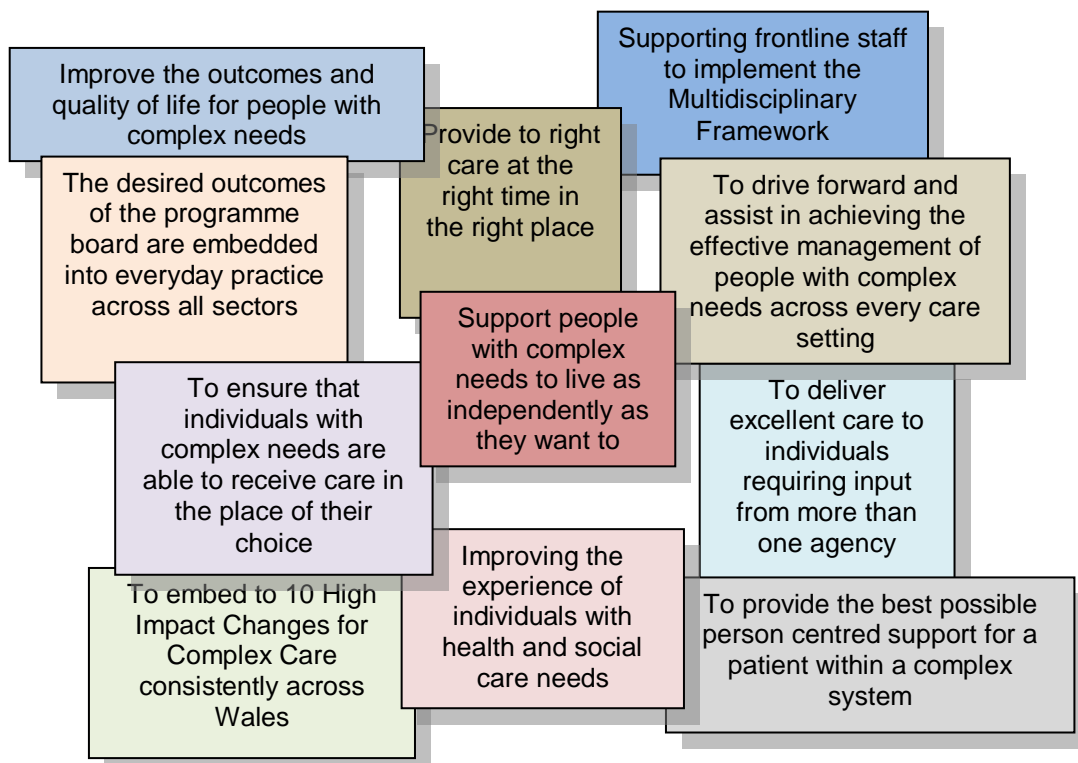 Improve the outcomes and
quality of life for people with
complex needs
Supporting frontline staff
to implement the
Multidisciplinary
Framework
Provide to right
care at the
right time in
the right place
The desired outcomes
of the programme
board are embedded
into everyday practice
across all sectors
To drive forward and
assist in achieving the
effective management of
people with complex
needs across every care
setting
Support people
with complex
needs to live as
independently as
they want to
To ensure that
individuals with
complex needs are
able to receive care in
the place of their
choice
To deliver
excellent care to
individuals
requiring input
from more than
one agency
Improving the
experience of
individuals with
health and social
care needs
To embed to 10 High
Impact Changes for
Complex Care
consistently across
Wales
To provide the best possible
person centred support for a
patient within a complex
system